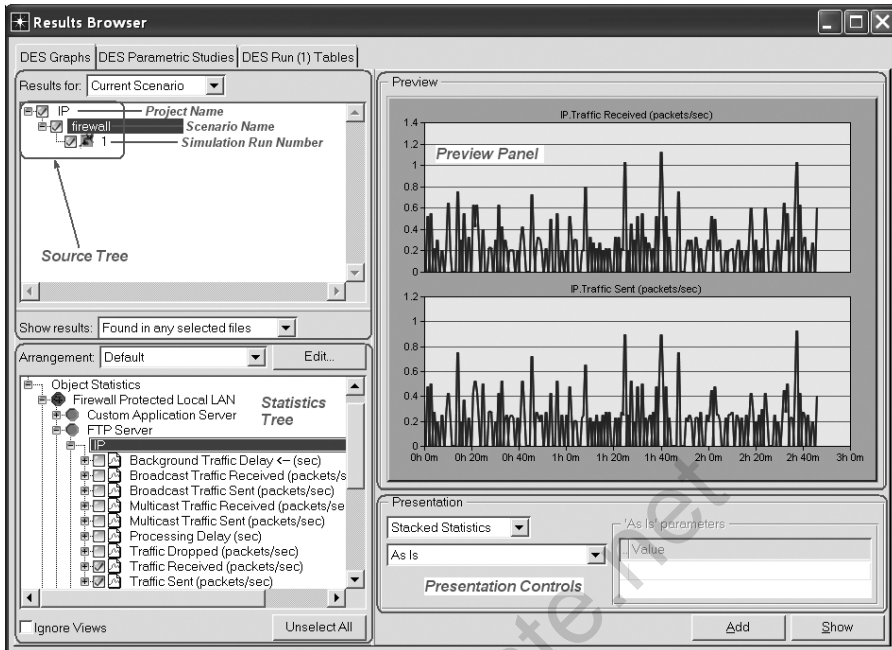 Results Browser
DES Graphs DES Parametric Studies DES Run (1) Tables
Results for: Current Scenario
IP Project Name
firewall Scenario Name
1 Simulation Run Number
Source Tree
Show results: Found in any selected files
Arrangement: Default Edit...
Object Statistics
Firewall Protected Local LAN
Custom Application Server
FTP Server
Statistics
Tree
IP
Background Traffic Delay <-- (sec)
Broadcast Traffic Received (packets/s
Broadcast Traffic Sent (packets/sec)
Multicast Traffic Received (packets/se
Multicast Traffic Sent (packets/sec)
Processing Delay (sec)
Traffic Dropped (packets/sec)
Traffic Received (packets/sec)
Traffic Sent (packets/sec)
Ignore Views Unselect All
Preview
IP.Traffic Received (packets/sec)
Preview Panel
1.4
1.2
1
0.8
0.6
0.4
0.2
0
IP.Traffic Sent (packets/sec)
1.2
1
0.8
0.6
0.4
0.2
0
0h 0m 0h 20m 0h 40m 1h 0m 1h 20m 1h 40m 2h 0m 2h 20m 2h 40m 3h 0m
Presentation
Stacked Statistics
As Is
'As Is' parameters
Value
Presentation Controls
Add Show